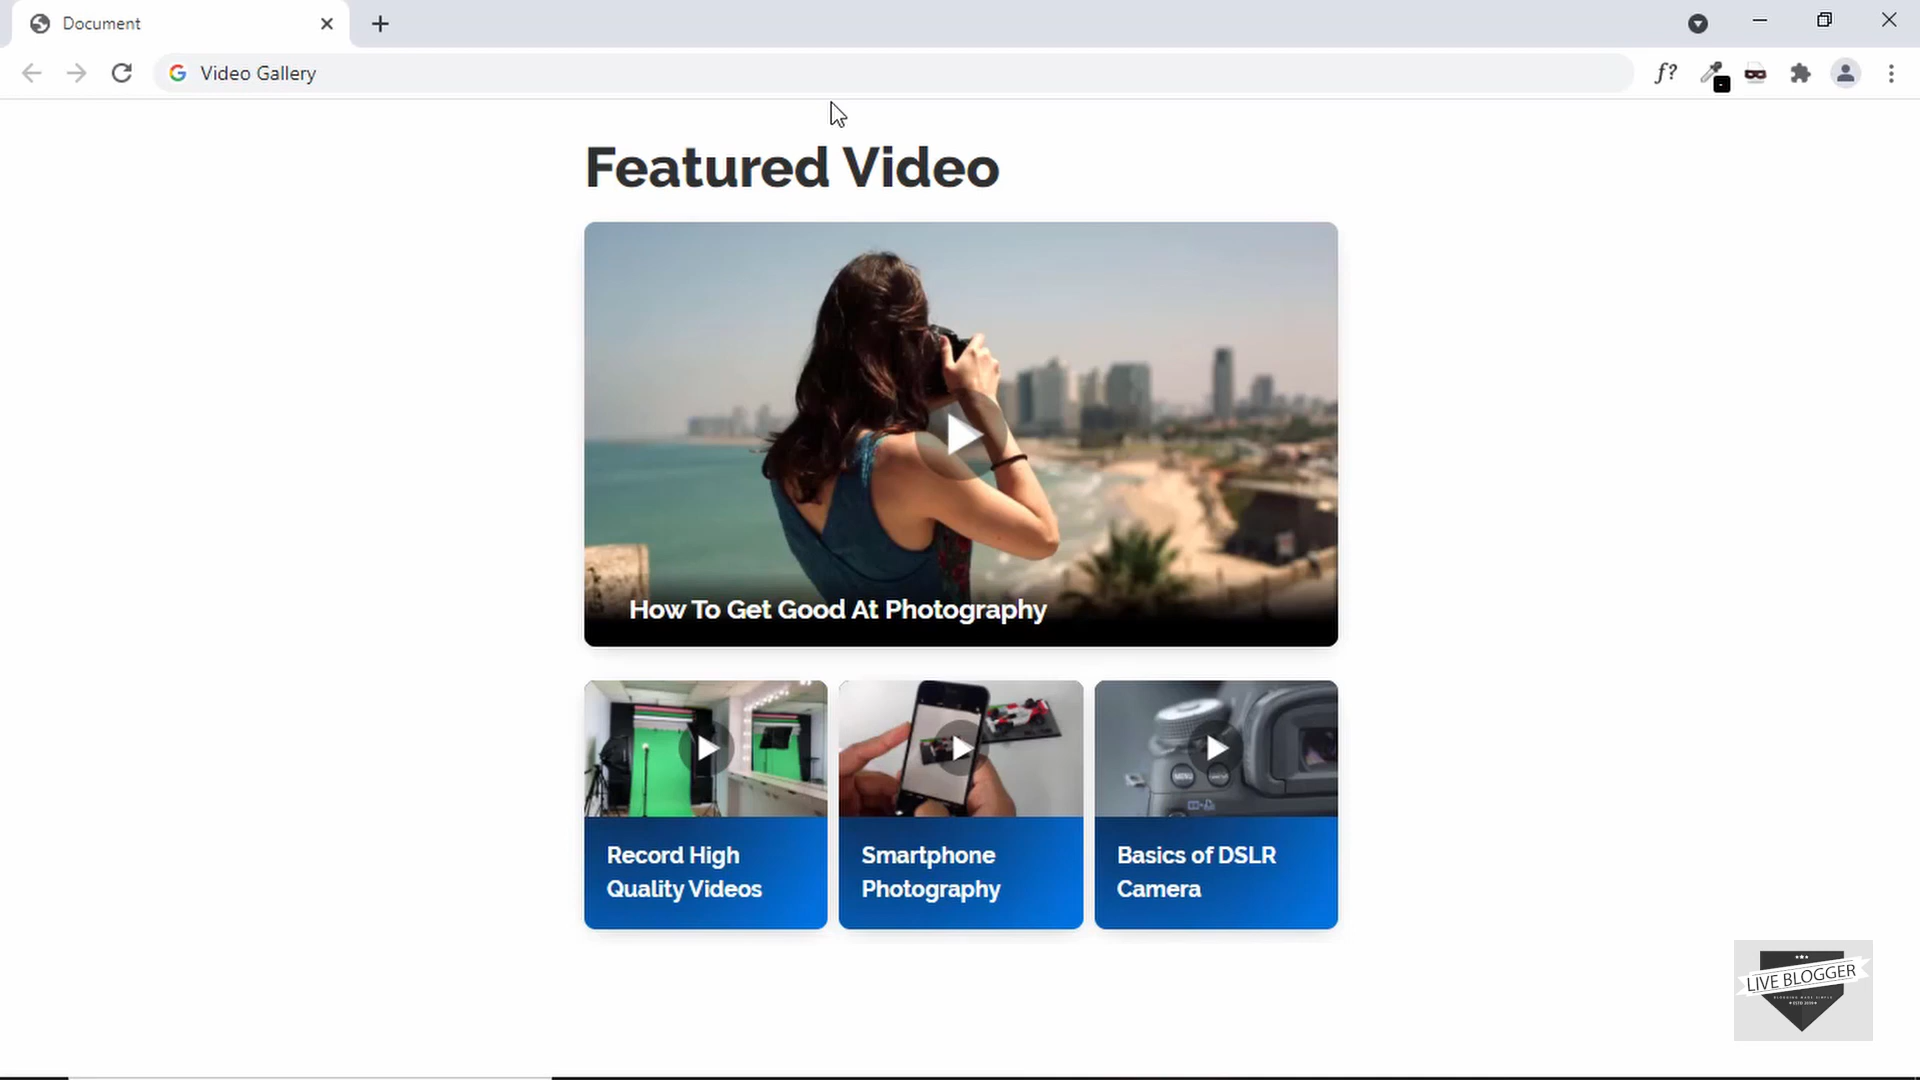 Document
Video Gallery
f?
Featured Video
How To Get Good At Photography
MENU
Record High
Quality Videos
Smartphone
Photography
Basics of DSLR
Camera
LIVE BLOGGER